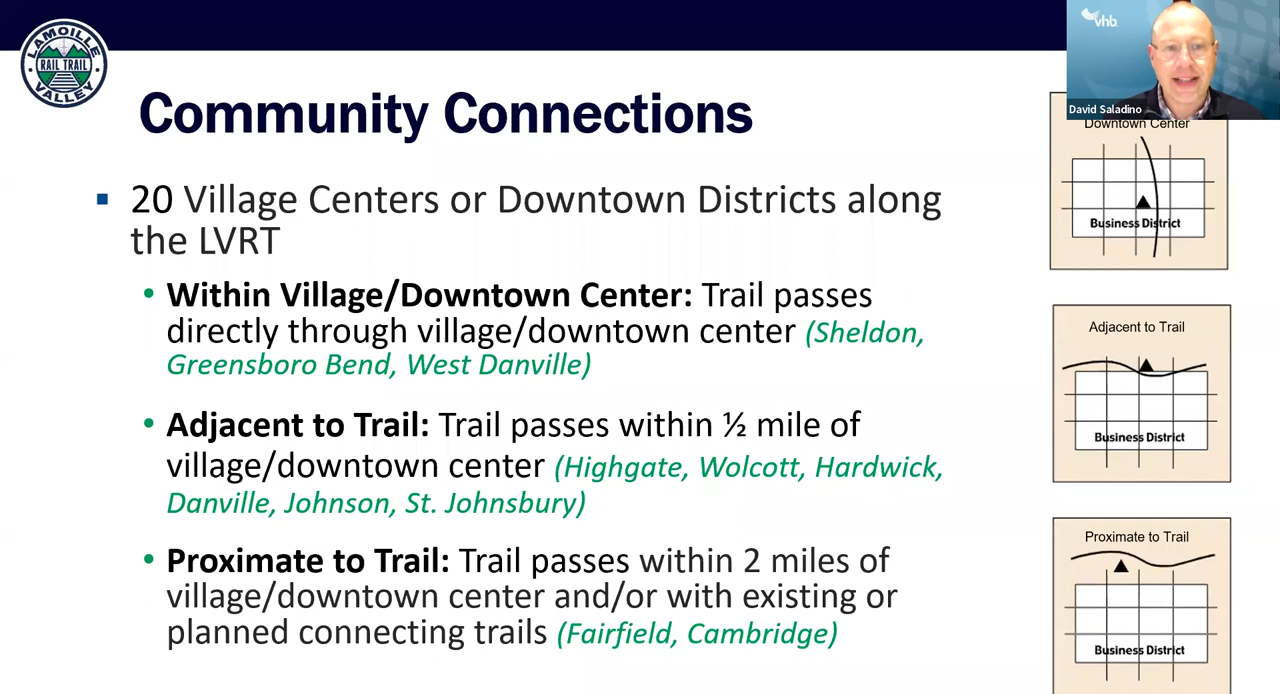 LAMOILLE
RAIL TRAIL
VALLEY
vhb
David Saladino
Community Connections
▪ 20 Village Centers or Downtown Districts along
the LVRT
• Within Village/Downtown Center: Trail passes
directly through village/downtown center (Sheldon,
Greensboro Bend, West Danville)
• Adjacent to Trail: Trail passes within ½ mile of
village/downtown center (Highgate, Wolcott, Hardwick,
Danville, Johnson, St. Johnsbury)
• Proximate to Trail: Trail passes within 2 miles of
village/downtown center and/or with existing or
planned connecting trails (Fairfield, Cambridge)
Downtown Center
Business District
Adjacent to Trail
Business District
Proximate to Trail
Business District